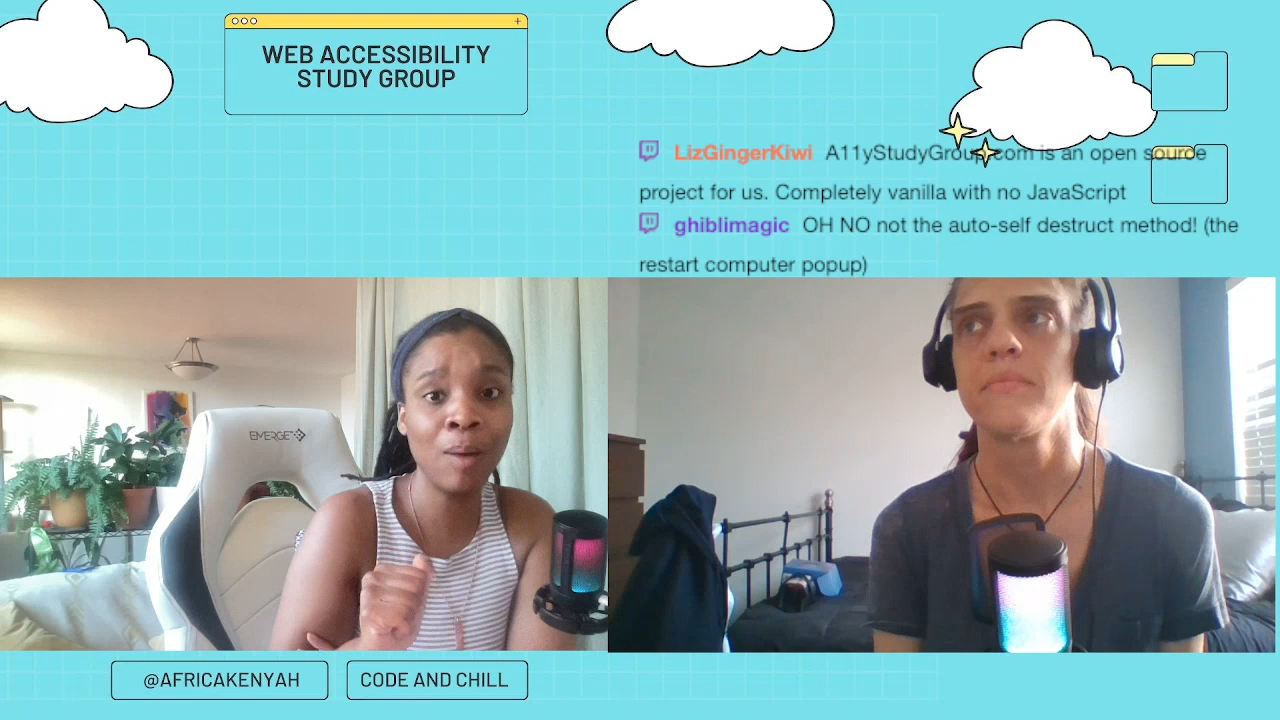 WEB ACCESSIBILITY
STUDY GROUP
LizGingerKiwi A11yStudyGroup.com is an open source
project for us. Completely vanilla with no JavaScript
ghiblimagic OH NO not the auto-self destruct method! (the
restart computer popup)
EMERGE
@AFRICAKENYAH
CODE AND CHILL